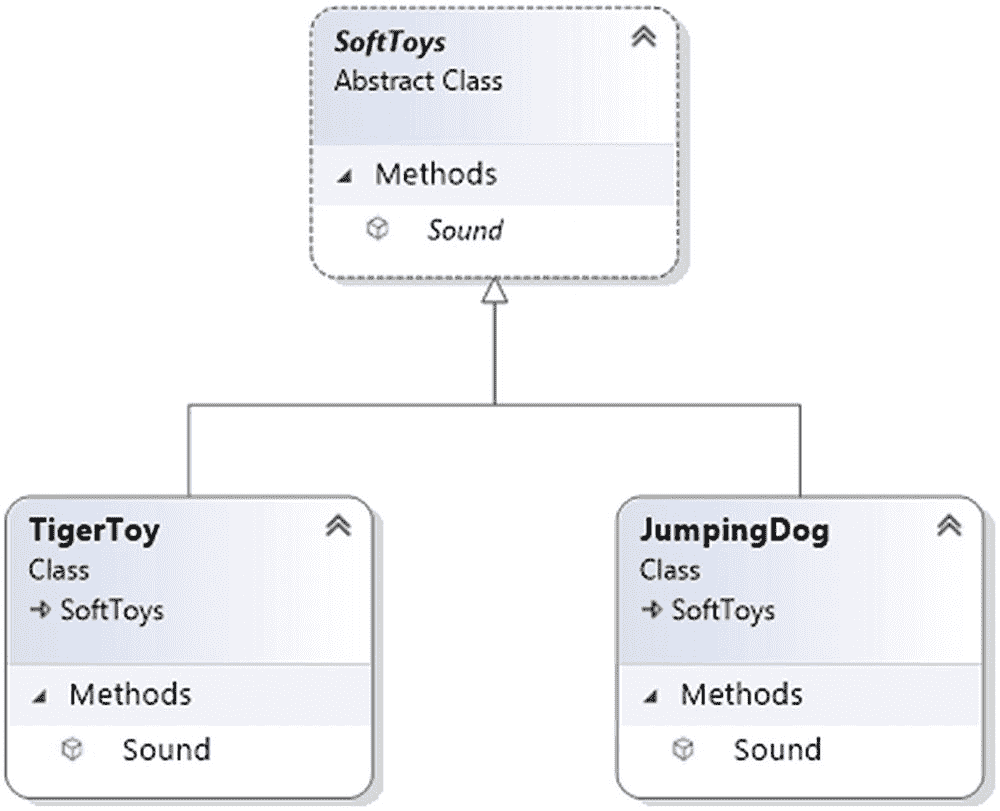 SoftToys
Abstract Class
Methods
Sound
TigerToy
Class
SoftToys
Methods
Sound
JumpingDog
Class
SoftToys
Methods
Sound